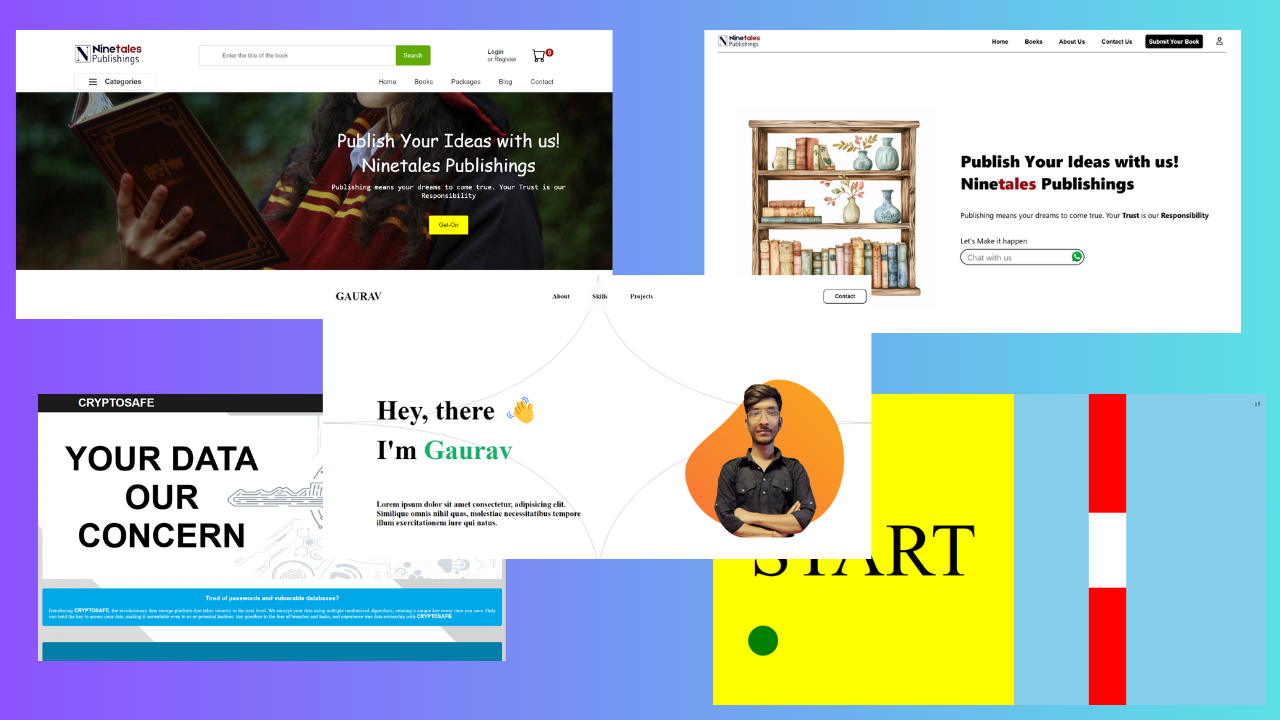 Ninetales
Publishings
Enter the title of the book
Search
Login
or Register
0
Categories
Home Books Packages Blog Contact
Publish Your Ideas with us!
Ninetales Publishings
Publishing means your dreams to come true. Your Trust is our
Responsibility
Get-On
Ninetales
Publishings
Home Books About Us Contact Us Submit Your Book
Publish Your Ideas with us!
Ninetales Publishings
Publishing means your dreams to come true. Your Trust is our Responsibility
Let's Make it happen
Chat with us
GAURAV About Skills Projects Contact
Hey, there
I'm Gaurav
Lorem ipsum dolor sit amet consectetur, adipisicing elit.
Similique omnis nihil quas, molestiae necessitatibus tempore
illum exercitationem iure qui natus.
CRYPTOSAFE
YOUR DATA
OUR
CONCERN
Tired of passwords and vulnerable databases?
Introducing CRYPTOSAFE, the revolutionary data storage platform that takes security to the next level. We encrypt your data using multiple randomized algorithms, creating a unique key every time you save. Only
you hold the key to access your data, making it unreadable even to us or potential hackers. Say goodbye to the fear of breaches and leaks, and experience true data ownership with CRYPTOSAFE.
START
15